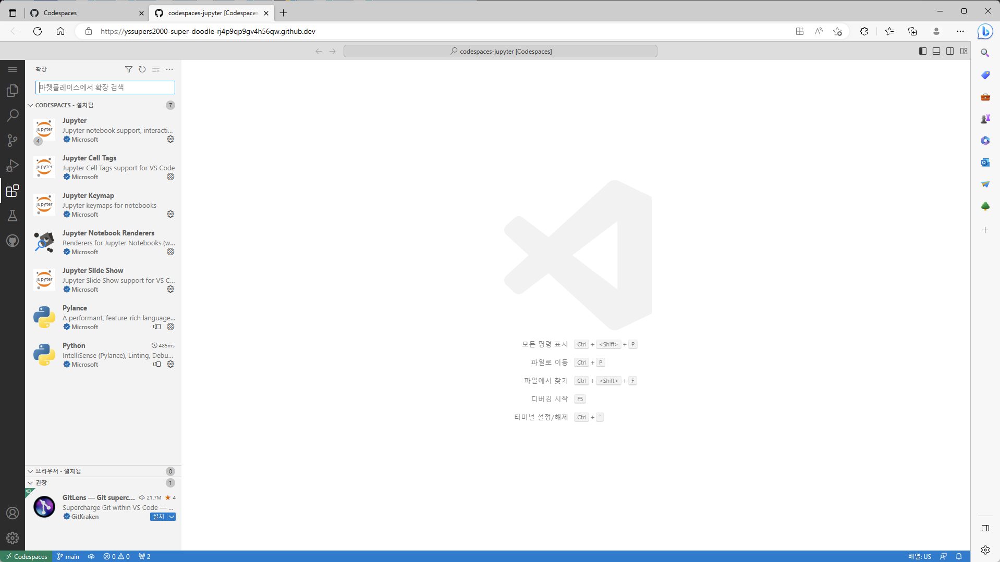 Codespaces
codespaces-jupyter [Codespaces
https://yssupers2000-super-doodle-rj4p9qp9gv4h56qw.github.dev
codespaces-jupyter [Codespaces]
확장
마켓플레이스에서 확장 검색
CODESPACES - 설치됨 7
Jupyter
Jupyter notebook support, interacti...
Microsoft
4
Jupyter Cell Tags
Jupyter Cell Tags support for VS Code
Microsoft
Jupyter Keymap
Jupyter keymaps for notebooks
Microsoft
Jupyter Notebook Renderers
Renderers for Jupyter Notebooks (w...
Microsoft
Jupyter Slide Show
Jupyter Slide Show support for VS C...
Microsoft
Pylance
A performant, feature-rich language...
Microsoft
Python 485ms
IntelliSense (Pylance), Linting, Debu...
Microsoft
모든 명령 표시 Ctrl + <Shift> + P
파일로 이동 Ctrl + P
파일에서 찾기 Ctrl + <Shift> + F
디버깅 시작 F5
터미널 설정/해제 Ctrl + `
브라우저 - 설치됨 0
권장 1
GitLens — Git superc... 21.7M ★ 4
Supercharge Git within VS Code — ...
GitKraken 설치
Codespaces main 0 0 2 배열: US